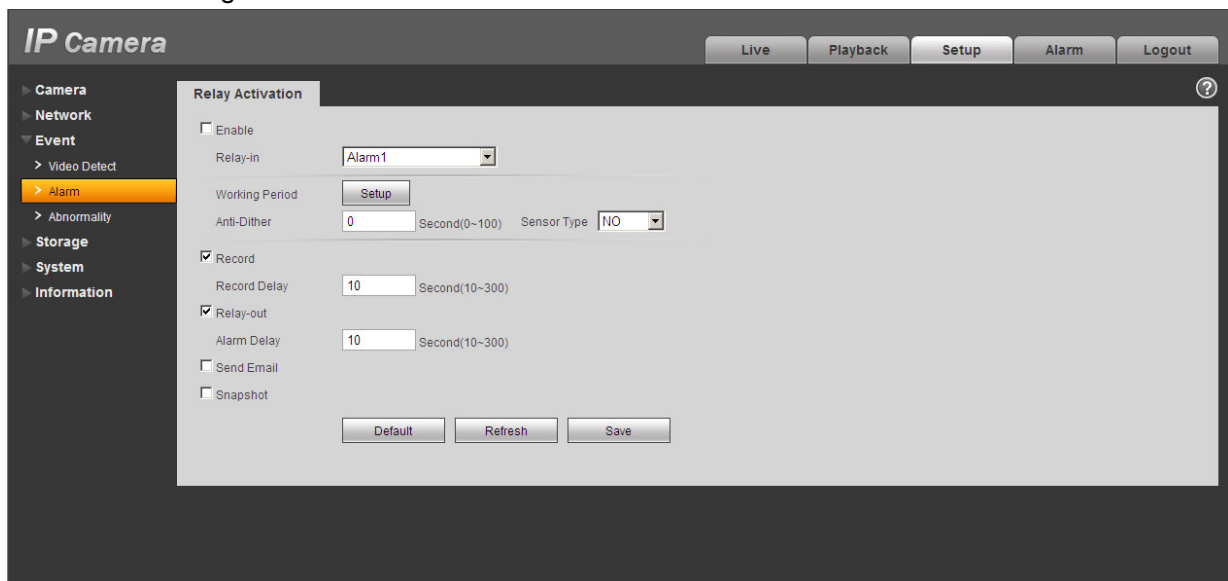 g
IP Camera
Live Playback Setup Alarm Logout
Camera
Network
Event
> Video Detect
> Alarm
> Abnormality
Storage
System
Information
Relay Activation
?
Enable
Relay-in Alarm1
Working Period Setup
Anti-Dither 0 Second(0~100) Sensor Type NO
Record
Record Delay 10 Second(10~300)
Relay-out
Alarm Delay 10 Second(10~300)
Send Email
Snapshot
Default Refresh Save